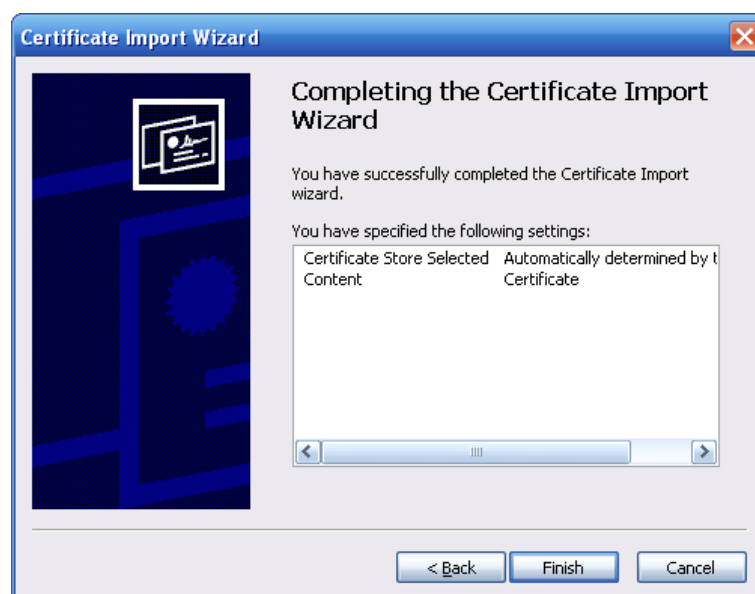 Certificate Import Wizard
Completing the Certificate Import
Wizard
You have successfully completed the Certificate Import
wizard.
You have specified the following settings:
Certificate Store Selected Automatically determined by t
Content Certificate
< Back Finish Cancel